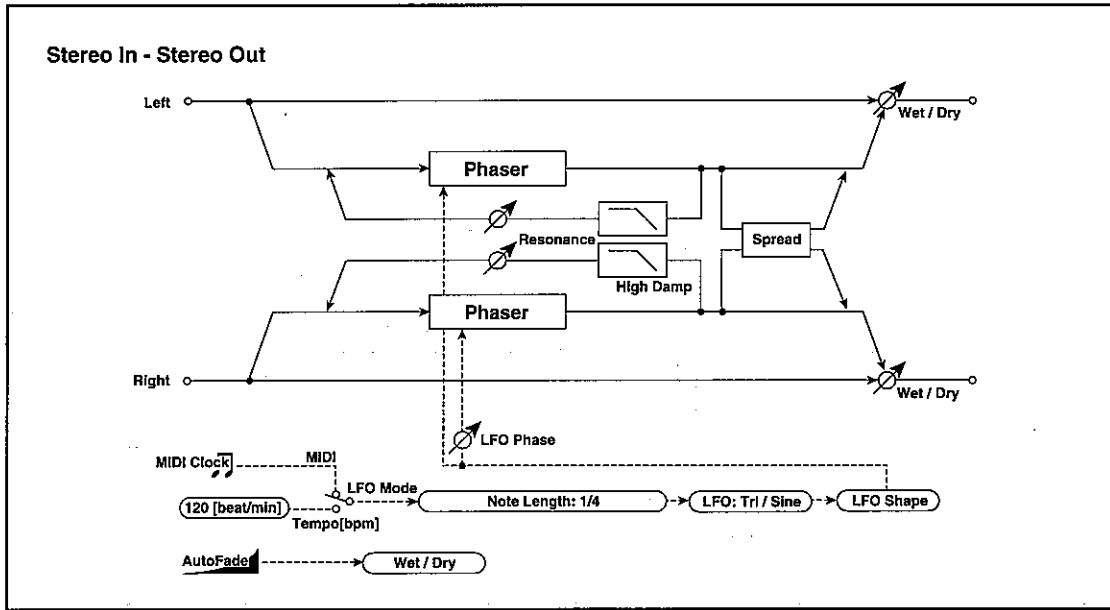 Stereo In - Stereo Out
Left
Wet / Dry
Phaser
Resonance
Spread
High Damp
Phaser
Right
Wet / Dry
LFO Phase
MIDI Clock
MIDI
LFO Mode
120 [beat/min]
Tempo[bpm]
Note Length: 1/4
LFO: Tri / Sine
LFO Shape
AutoFade
Wet / Dry